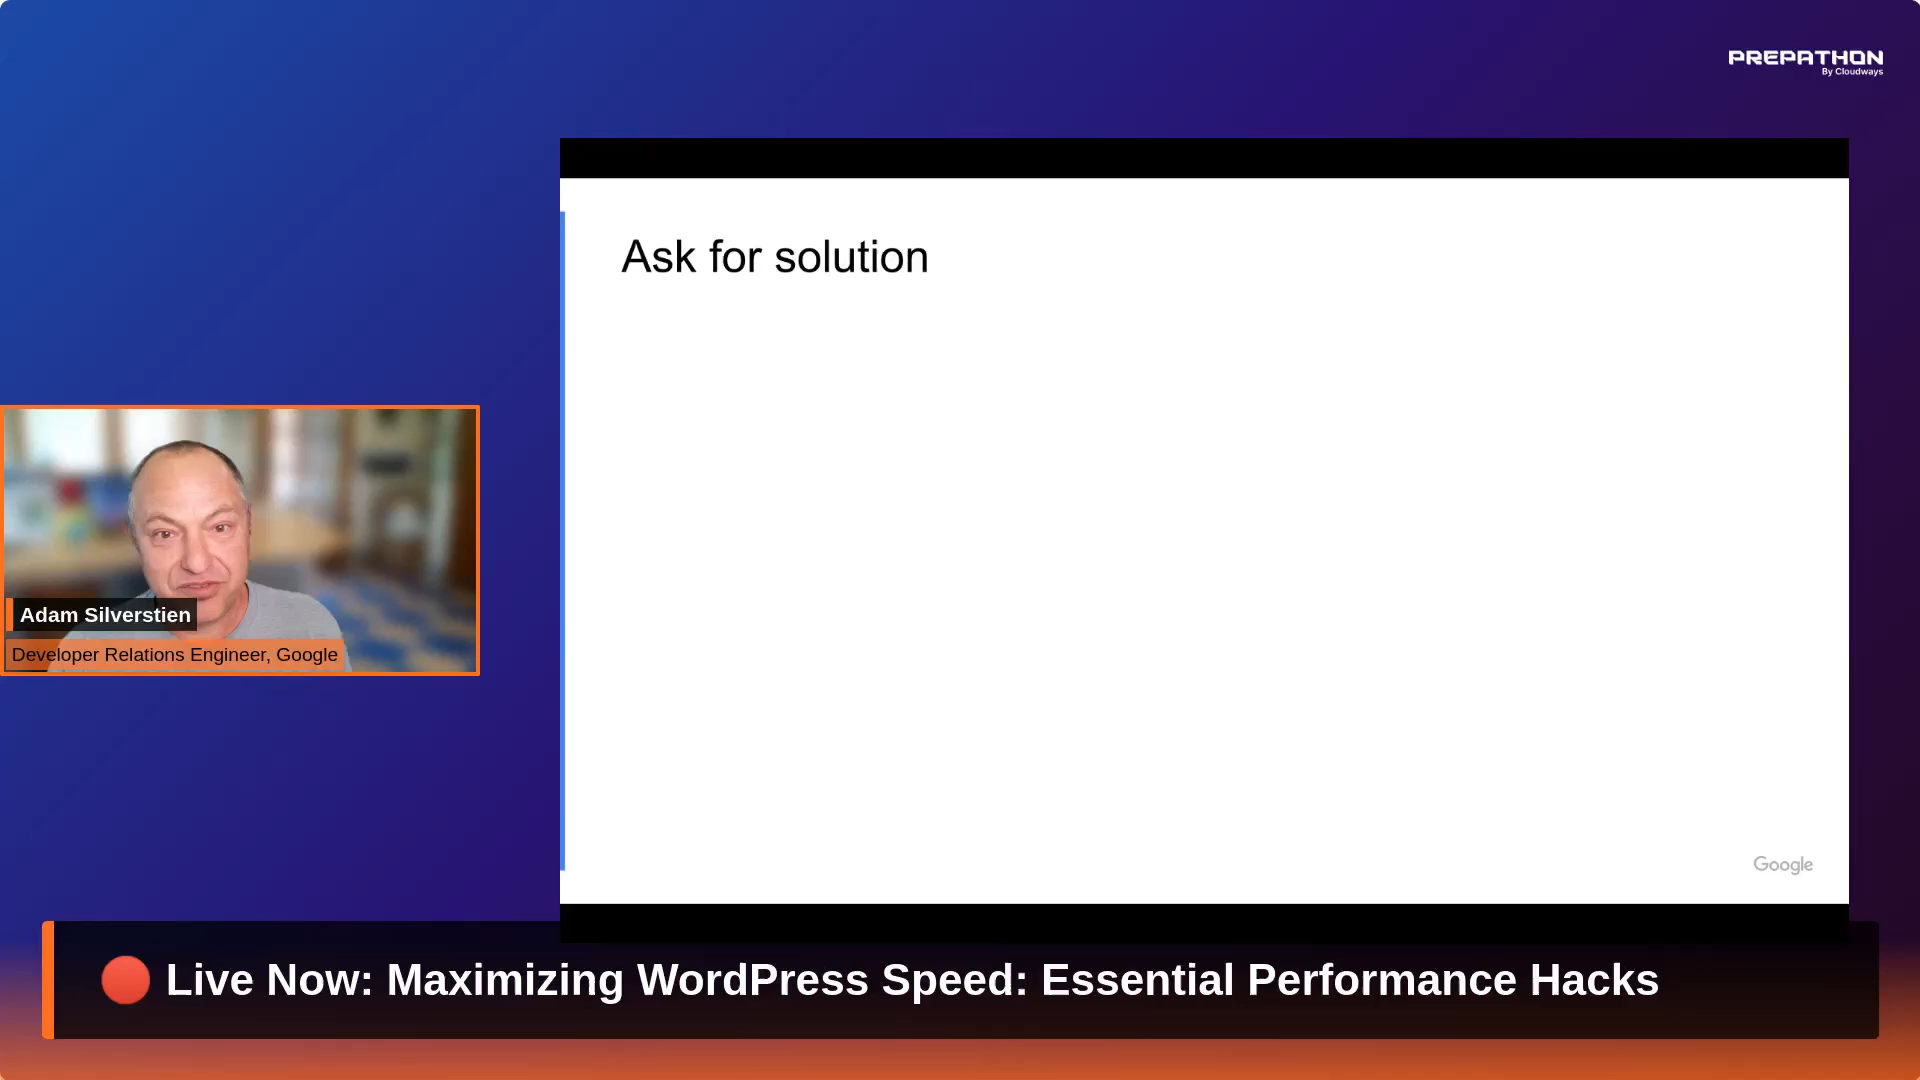 PREPATHON
By Cloudways
Ask for solution
Adam Silverstien
Developer Relations Engineer, Google
Google
Live Now: Maximizing WordPress Speed: Essential Performance Hacks